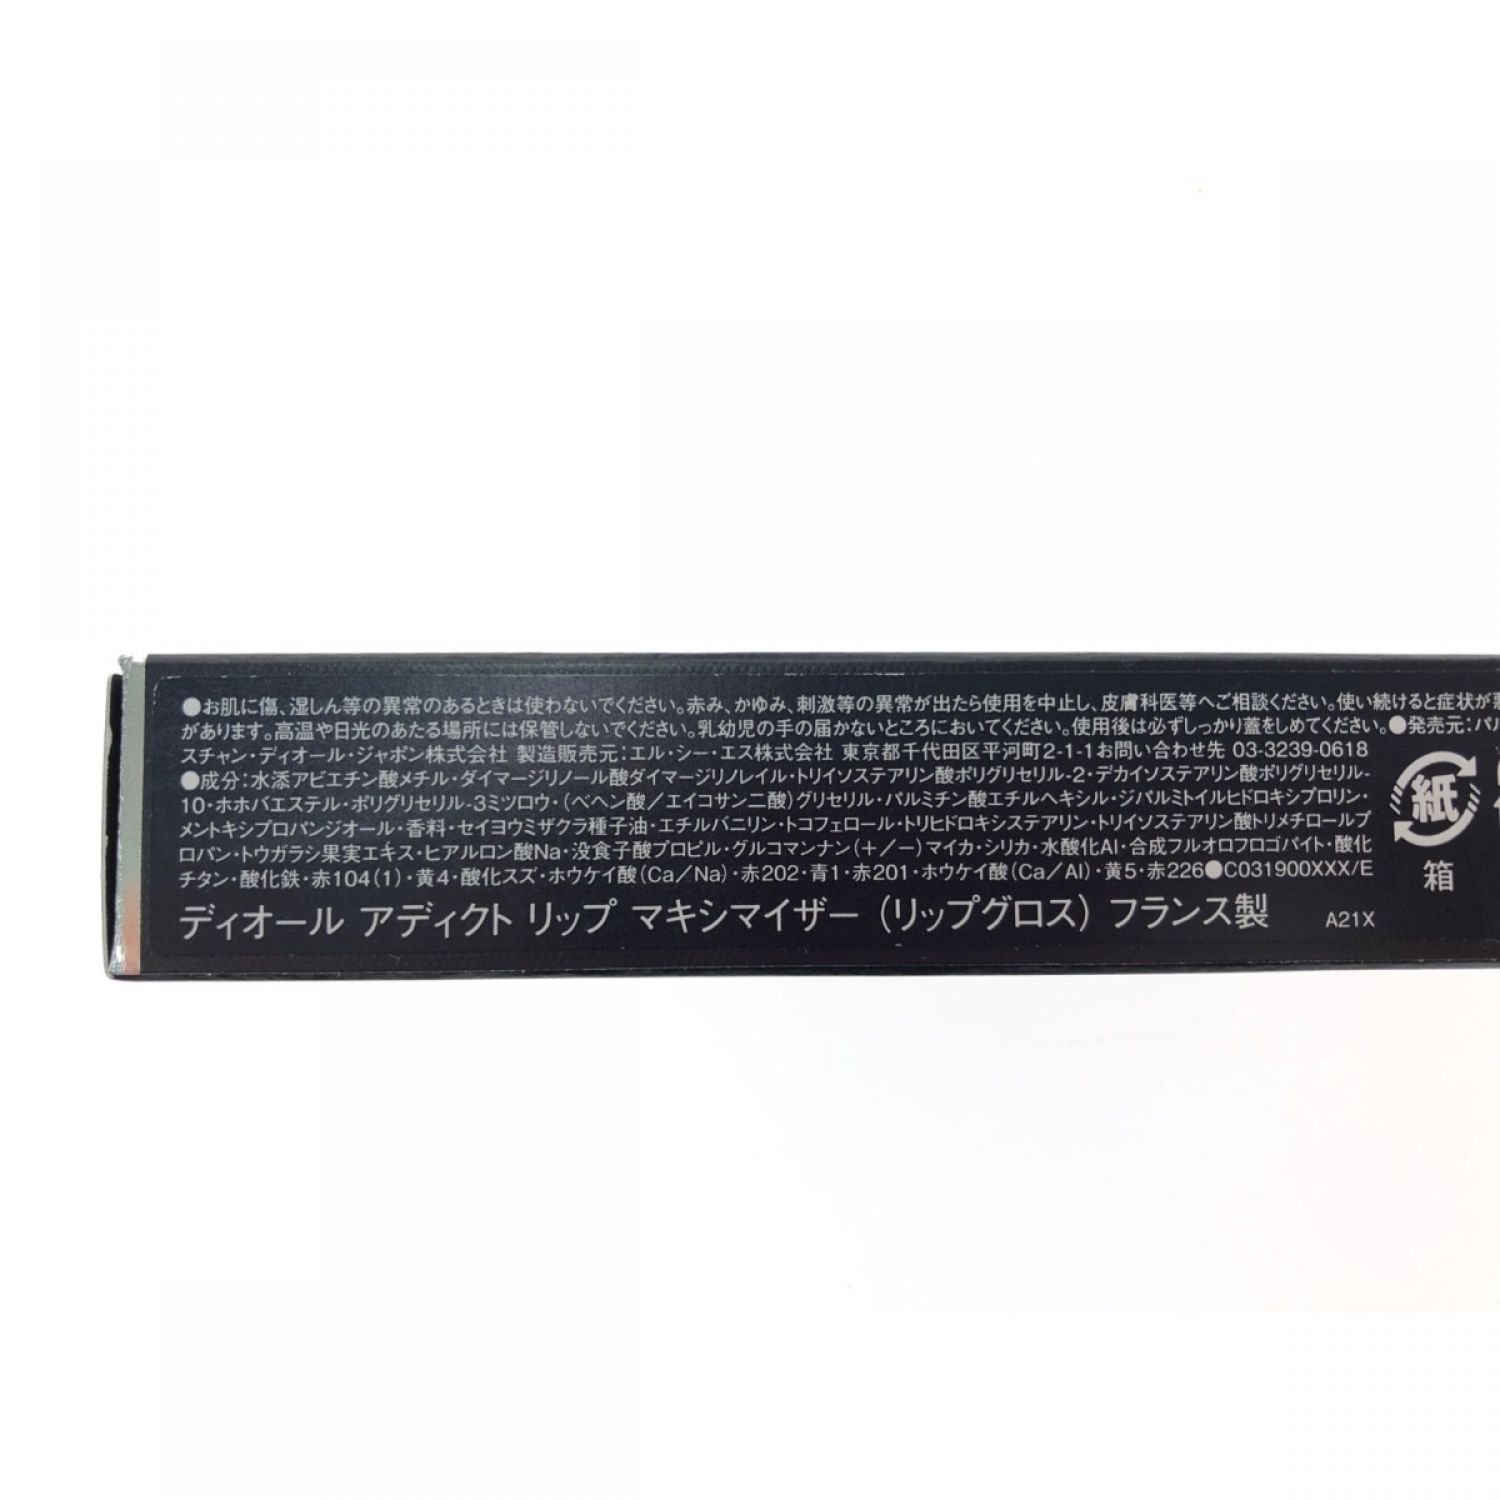 ●お肌に傷、湿しん等の異常のあるときは使わないでください。赤み、かゆみ、刺激等の異常が出たら使用を中止し、皮膚科医等へご相談ください。使い続けると症状が
があります。高温や日光のあたる場所には保管しないでください。乳幼児の手の届かないところにおいてください。使用後は必ずしっかり蓋をしめてください。●発売元:パル
スチャン・ディオール・ジャポン株式会社 製造販売元:エル・シー・エス株式会社 東京都千代田区平河町2-1-1お問い合わせ先 03-3239-0618
●成分:水添アビエチン酸メチル・ダイマージリノール酸ダイマージリノレイル・トリイソステアリン酸ポリグリセリル-2・デカイソステアリン酸ポリグリセリル-
10・ホホバエステル・ポリグリセリル-3ミツロウ・(ベヘン酸/エイコサン二酸)グリセリル・パルミチン酸エチルヘキシル・ジパルミトイルヒドロキシプロリン・
メントキシプロパンジオール・香料・セイヨウミザクラ種子油・エチルバニリン・トコフェロール・トリヒドロキシステアリン・トリイソステアリン酸トリメチロールプ
ロパン・トウガラシ果実エキス・ヒアルロン酸Na・没食子酸プロピル・グルコマンナン(+/-)マイカ・シリカ・水酸化Al・合成フルオロフロゴパイト・酸化
チタン・酸化鉄・赤104(1)・黄4・酸化スズ・ホウケイ酸(Ca/Na)・赤202・青1・赤201・ホウケイ酸(Ca/Al)・黄5・赤226●C031900XXX/E
ディオール アディクト リップ マキシマイザー (リップグロス) フランス製 A21X
紙
箱